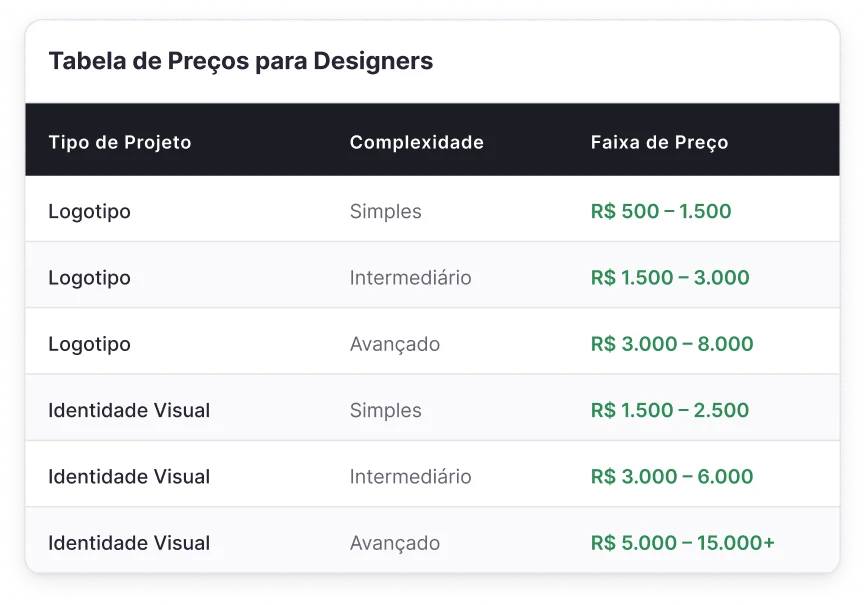 Tabela de Preços para Designers
Tipo de Projeto Complexidade Faixa de Preço
Logotipo Simples R$ 500 – 1.500
Logotipo Intermediário R$ 1.500 – 3.000
Logotipo Avançado R$ 3.000 – 8.000
Identidade Visual Simples R$ 1.500 – 2.500
Identidade Visual Intermediário R$ 3.000 – 6.000
Identidade Visual Avançado R$ 5.000 – 15.000+